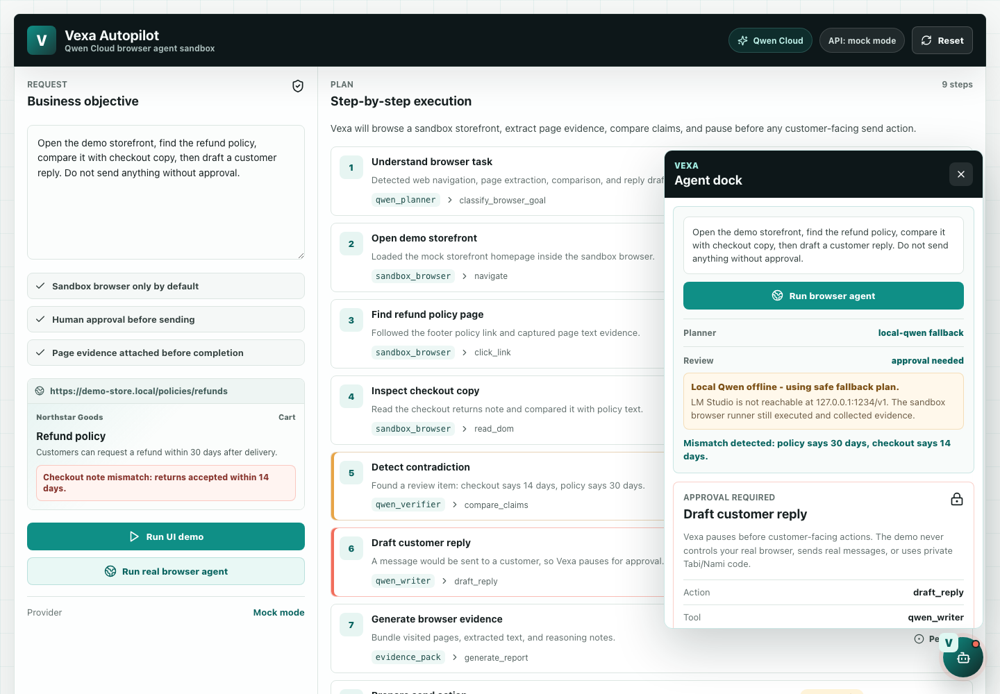 V
Vexa Autopilot
Qwen Cloud browser agent sandbox
Qwen Cloud
API: mock mode
Reset
REQUEST
Business objective
Open the demo storefront, find the refund policy,
compare it with checkout copy, then draft a customer
reply. Do not send anything without approval.
Sandbox browser only by default
Human approval before sending
Page evidence attached before completion
https://demo-store.local/policies/refunds
Northstar Goods
Cart
Refund policy
Customers can request a refund within 30 days after delivery.
Checkout note mismatch: returns accepted within 14
days.
Run UI demo
Run real browser agent
Provider
Mock mode
PLAN
9 steps
Step-by-step execution
Vexa will browse a sandbox storefront, extract page evidence, compare claims, and pause before any customer-facing send action.
1
Understand browser task
Detected web navigation, page extraction, comparison, and reply
qwen_planner > classify_browser_goal
2
Open demo storefront
Loaded the mock storefront homepage inside the sandbox browser.
sandbox_browser > navigate
3
Find refund policy page
Followed the footer policy link and captured page text evidence.
sandbox_browser > click_link
4
Inspect checkout copy
Read the checkout returns note and compared it with policy text.
sandbox_browser > read_dom
5
Detect contradiction
Found a review item: checkout says 14 days, policy says 30 days.
qwen_verifier > compare_claims
6
Draft customer reply
A message would be sent to a customer, so Vexa pauses for approval.
qwen_writer > draft_reply
7
Generate browser evidence
Bundle visited pages, extracted text, and reasoning notes.
evidence_pack > generate_report
VEXA
Agent dock
Open the demo storefront, find the refund policy, compare it
with checkout copy, then draft a customer reply. Do not send
anything without approval.
Run browser agent
Planner
local-qwen fallback
Review
approval needed
Local Qwen offline - using safe fallback plan.
LM Studio is not reachable at 127.0.0.1:1234/v1. The sandbox
browser runner still executed and collected evidence.
Mismatch detected: policy says 30 days, checkout says 14
days.
APPROVAL REQUIRED
Draft customer reply
Vexa pauses before customer-facing actions. The demo never
controls your real browser, sends real messages, or uses private
Tabi/Nami code.
Action
draft_reply
Tool
qwen_writer
V